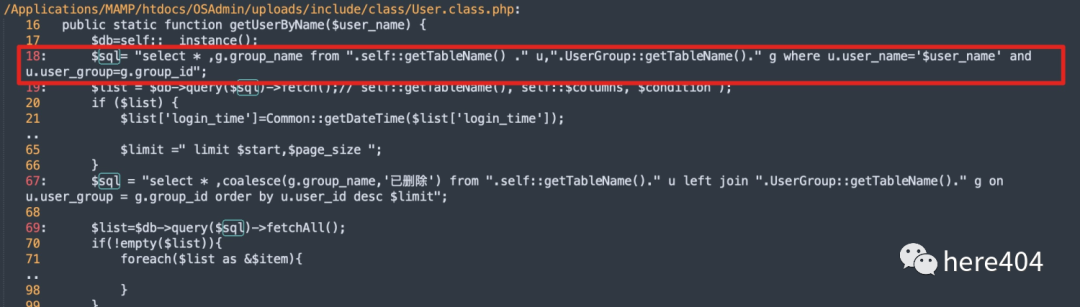 /Applications/MAMP/htdocs/OSAdmin/uploads/include/class/User.class.php:
16 public static function getUserByName($user_name) {
17 $db=self::__instance();
18: $sql= "select * ,g.group_name from ".self::getTableName() ." u,".UserGroup::getTableName()." g where u.user_name='$user_name' and
u.user_group=g.group_id";
19: $list = $db->query($sql)->fetch();// self::getTableName(), self::$columns, $condition );
20 if ($list) {
21 $list['login_time']=Common::getDateTime($list['login_time']);
..
65 $limit =" limit $start,$page_size ";
66 }
67: $sql = "select * ,coalesce(g.group_name,'已删除') from ".self::getTableName()." u left join ".UserGroup::getTableName()." g on
u.user_group = g.group_id order by u.user_id desc $limit";
68
69: $list=$db->query($sql)->fetchAll();
70 if(!empty($list)){
71 foreach($list as &$item){
..
98 }
99 }
here404